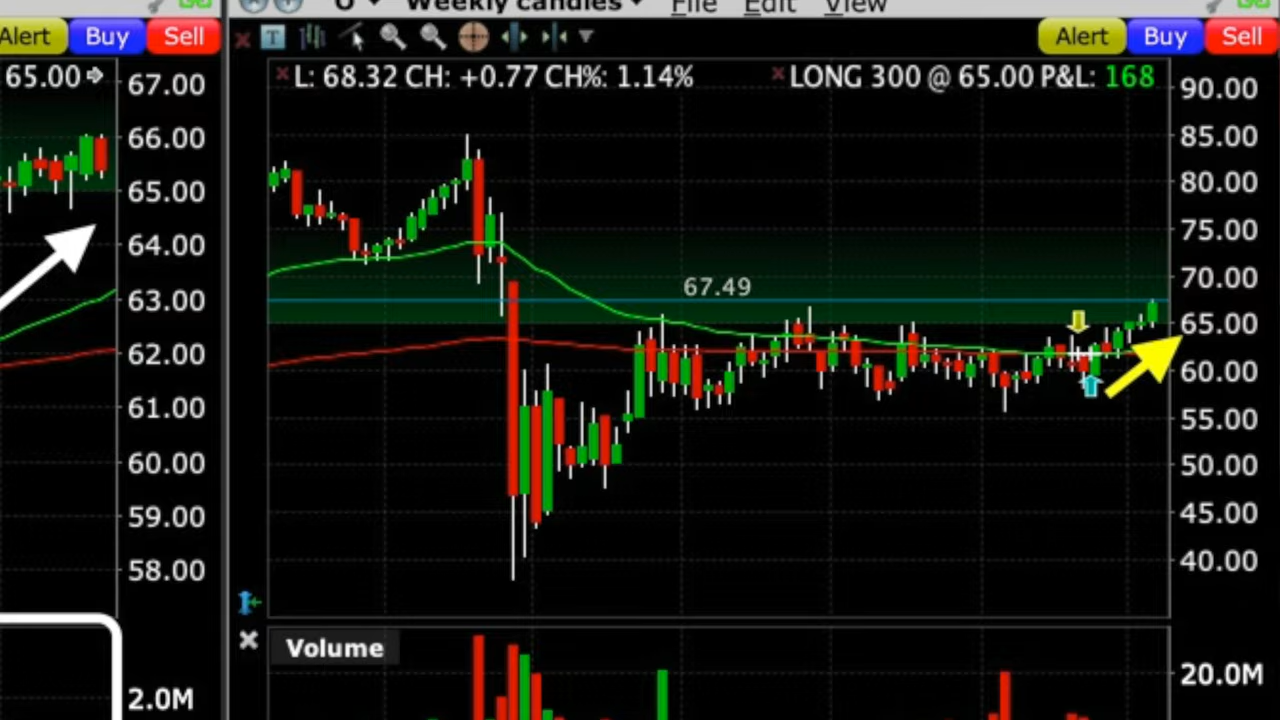 O Weekly candles File Edit View
Alert Buy Sell
T
Alert Buy Sell
65.00
67.00
66.00
65.00
64.00
63.00
62.00
61.00
60.00
59.00
58.00
2.0M
L: 68.32 CH: +0.77 CH%: 1.14%
LONG 300 @ 65.00 P&L: 168
67.49
90.00
85.00
80.00
75.00
70.00
65.00
60.00
55.00
50.00
45.00
40.00
Volume
20.0M